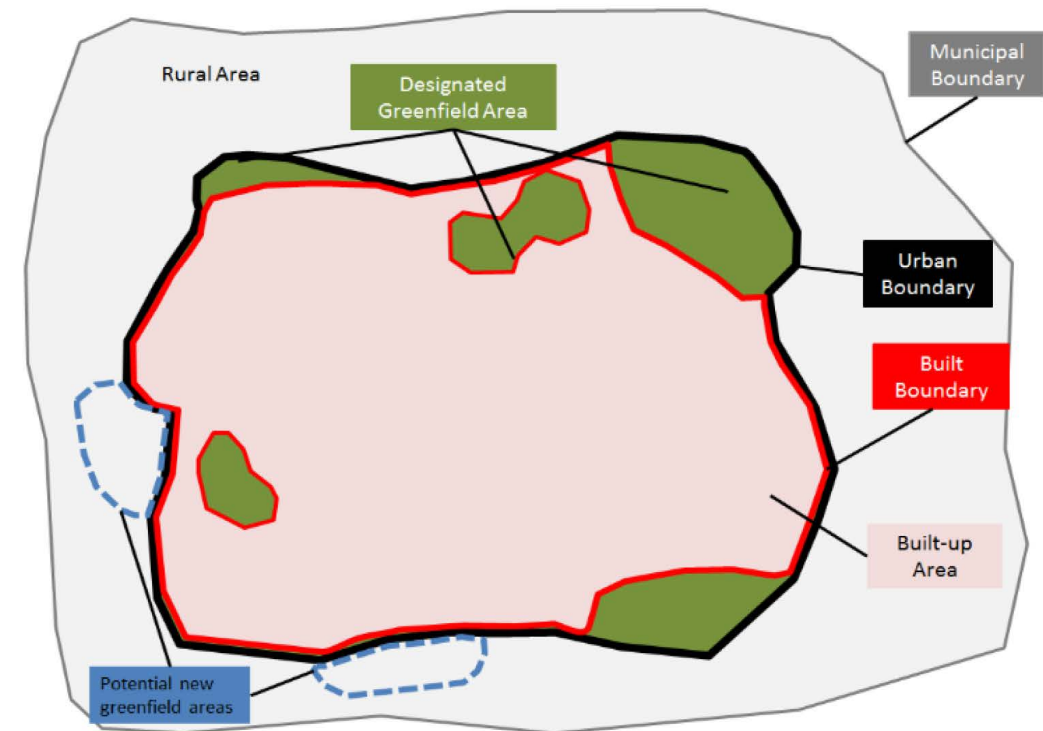 Rural Area
Designated
Greenfield Area
Municipal
Boundary
Urban
Boundary
Built
Boundary
Built-up
Area
Potential new
greenfield areas